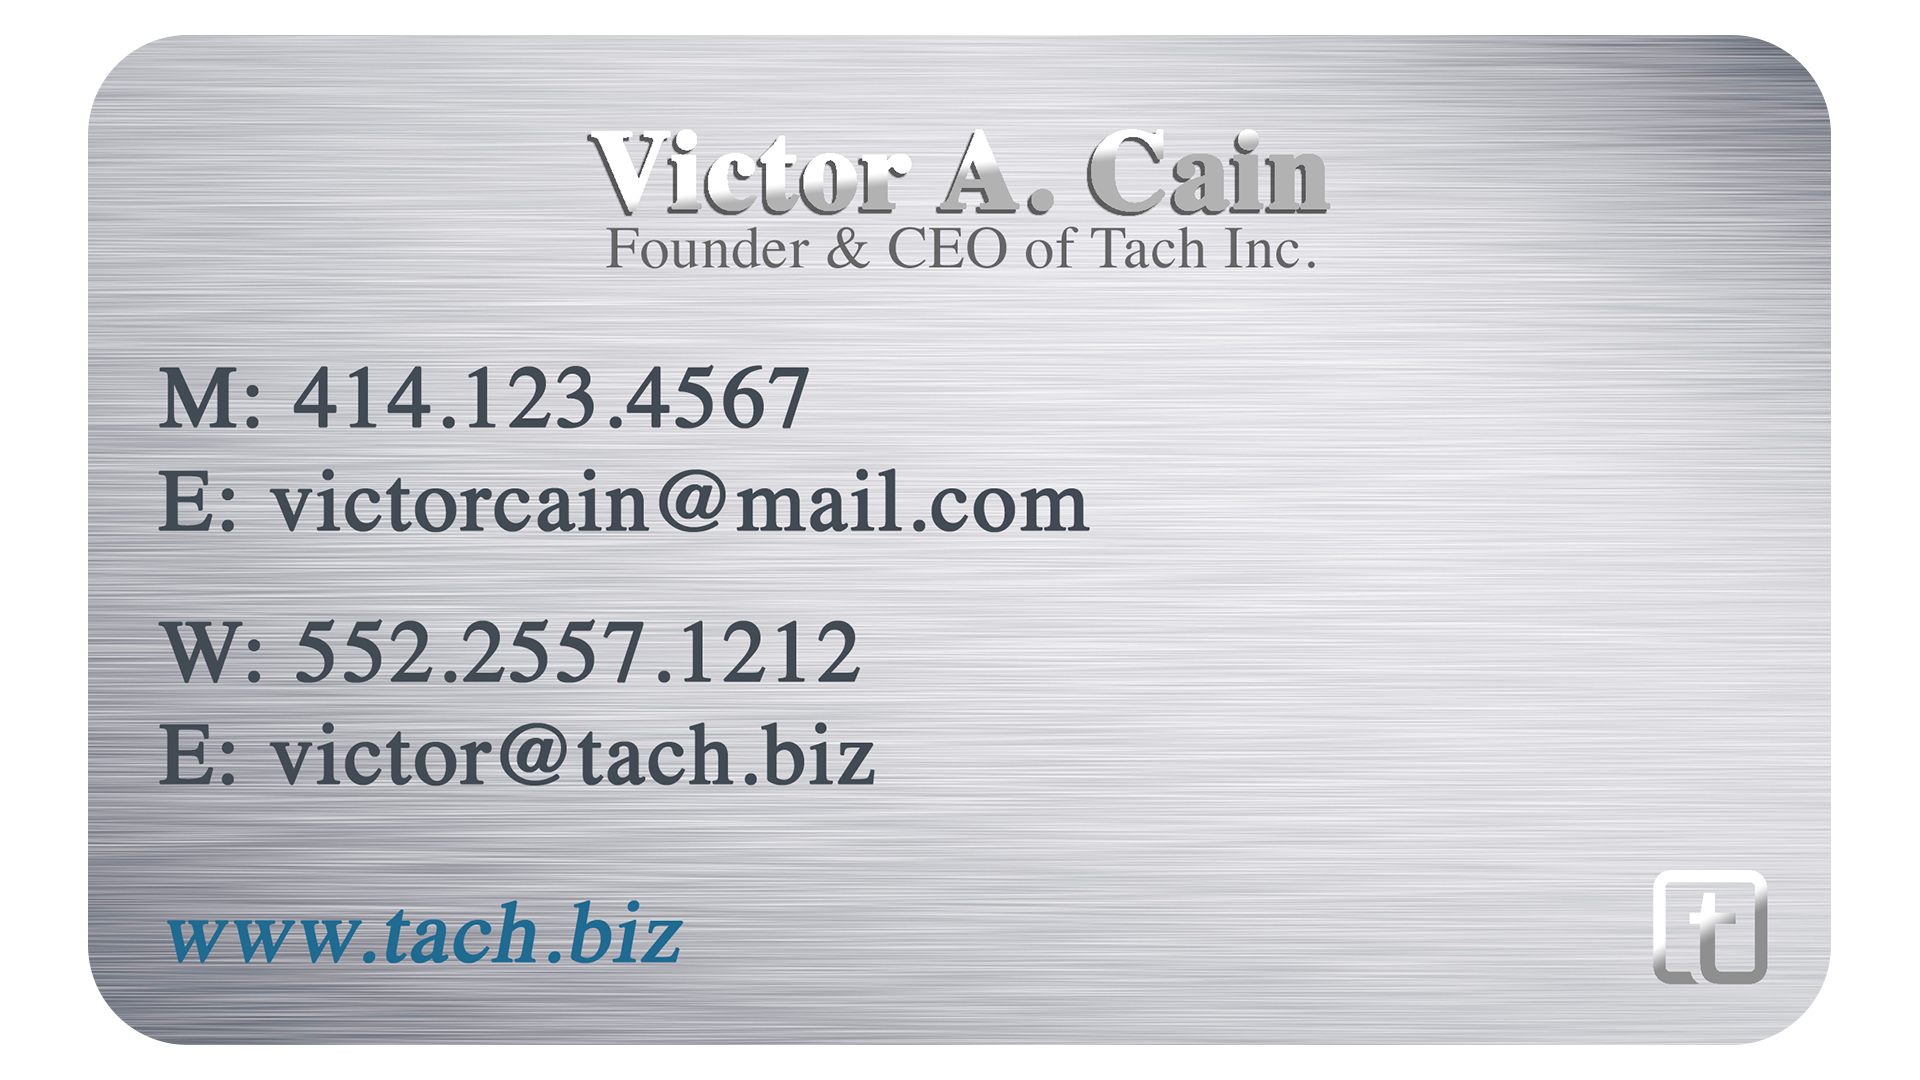 Victor A. Cain
Founder & CEO of Tach Inc.
M: 414.123.4567
E: victorcain@mail.com
W: 552.2557.1212
E: victor@tach.biz
www.tach.biz
t